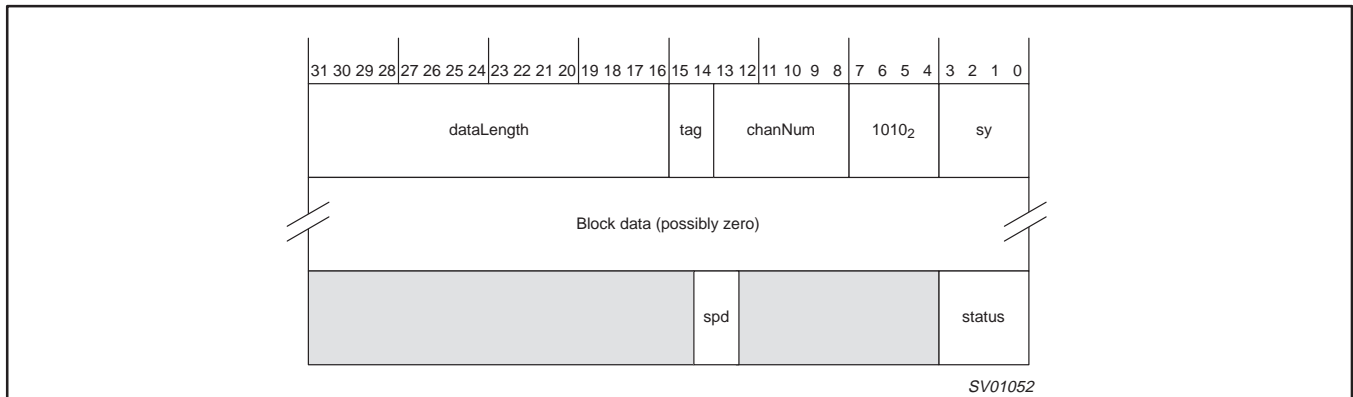 31 30 29 28 27 26 25 24 23 22 21 20 19 18 17 16 15 14 13 12 11 10 9 8 7 6 5 4 3 2 1 0
dataLength tag chanNum 1010₂ sy
Block data (possibly zero)
spd status
SV01052